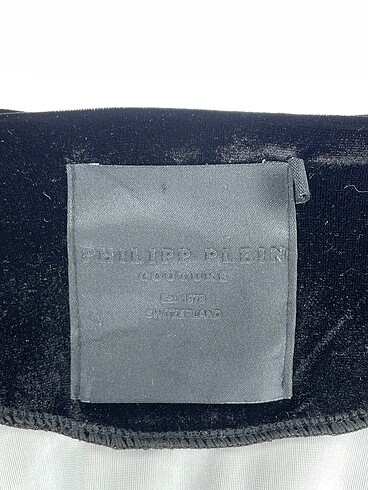 PHILIPP PLEIN
COUTURE
Est. 1978
SWITZERLAND